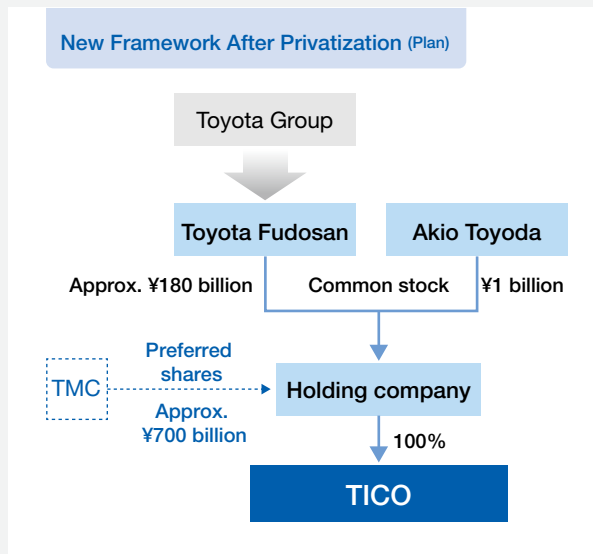 New Framework After Privatization (Plan)
Toyota Group
Toyota Fudosan
Akio Toyoda
Approx. ¥180 billion
Common stock
¥1 billion
Preferred
shares
TMC
Approx.
¥700 billion
Holding company
100%
TICO